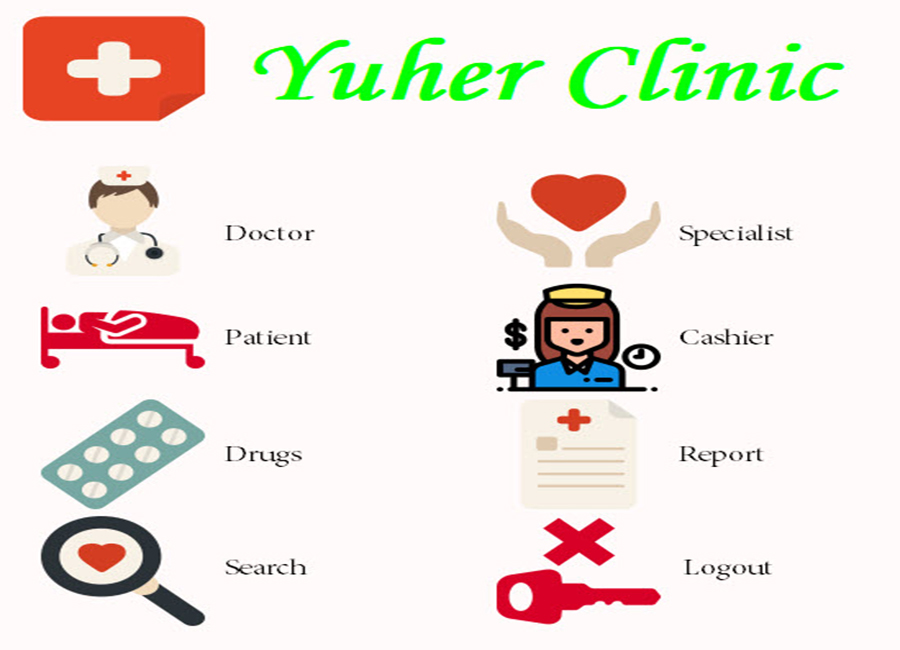 Yuher Clinic
Doctor
Specialist
Patient
Cashier
Drugs
Report
Search
Logout